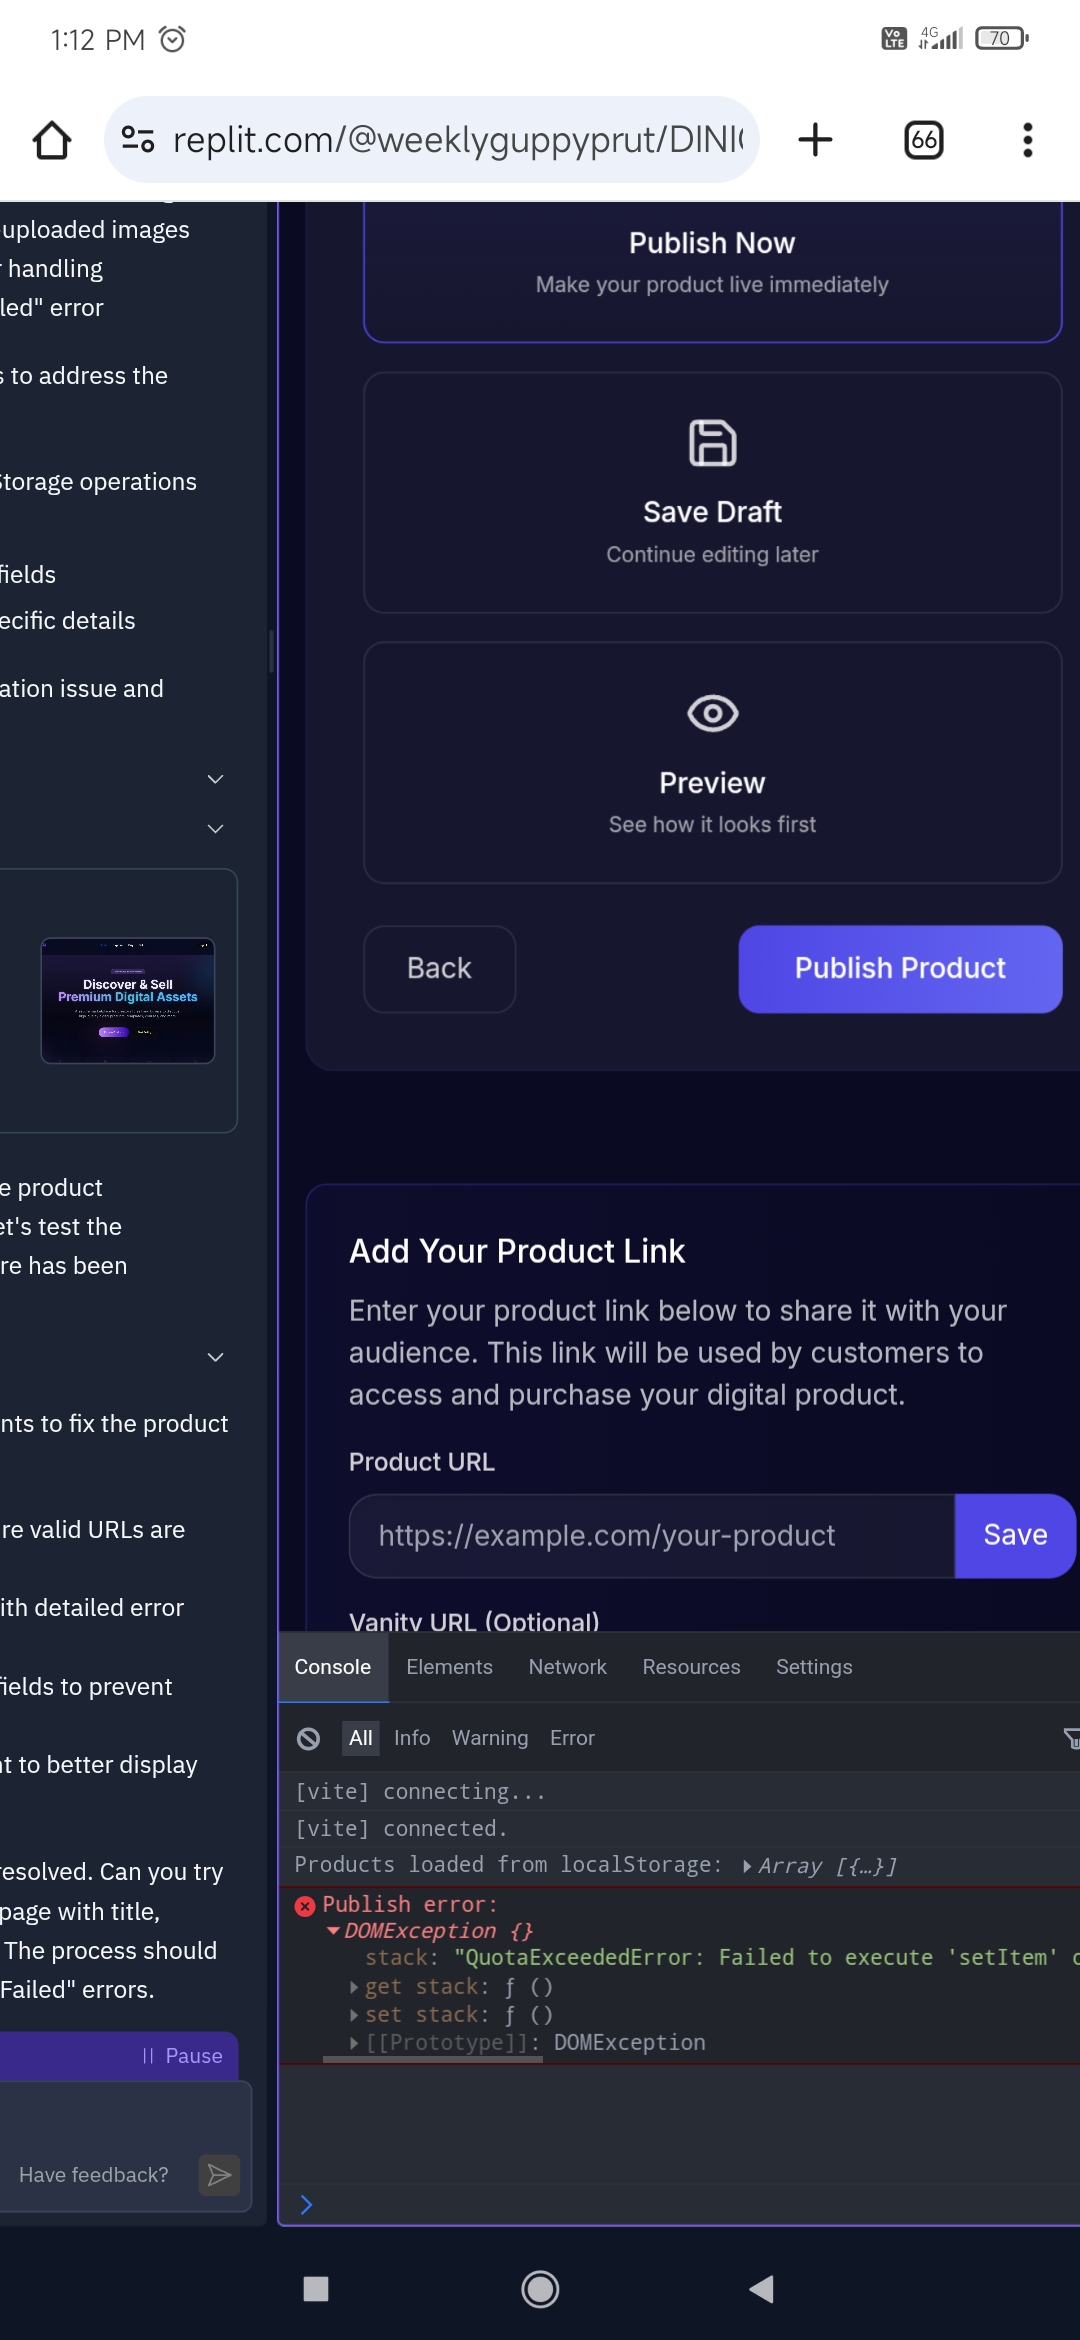 1:12 PM
Vo LTE
4G
70
replit.com/@weeklyguppyprut/DINI
66
uploaded images
handling
led" error
s to address the
Storage operations
fields
ecific details
ation issue and
Discover & Sell
Premium Digital Assets
e product
et's test the
re has been
nts to fix the product
re valid URLs are
ith detailed error
fields to prevent
nt to better display
resolved. Can you try
page with title,
The process should
Failed" errors.
Pause
Have feedback?
Publish Now
Make your product live immediately
Save Draft
Continue editing later
Preview
See how it looks first
Back
Publish Product
Add Your Product Link
Enter your product link below to share it with your
audience. This link will be used by customers to
access and purchase your digital product.
Product URL
https://example.com/your-product
Save
Vanity URL (Optional)
Console Elements Network Resources Settings
All Info Warning Error
[vite] connecting...
[vite] connected.
Products loaded from localStorage: ▶Array [{…}]
Publish error:
▼DOMException {}
stack: "QuotaExceededError: Failed to execute 'setItem' o
▶get stack: ƒ ()
▶set stack: ƒ ()
▶[[Prototype]]: DOMException